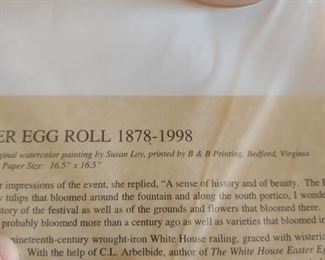 ER EGG ROLL 1878-1998
ginal watercolor painting by Susan Loy, printed by B & B Printing, Bedford, Virginia
Paper Size: 16.5" x 16.5"
r impressions of the event, she replied, "A sense of history and of beauty. The
tulips that bloomed around the fountain and along the south portico, I wonde
story of the festival as well as of the grounds and flowers that bloomed there.
probably bloomed more than a century ago as well as varieties that bloomed i
nineteenth-century wrought-iron White House railing, graced with wisteria
With the help of C.L. Arbelbide, author of The White House Easter E